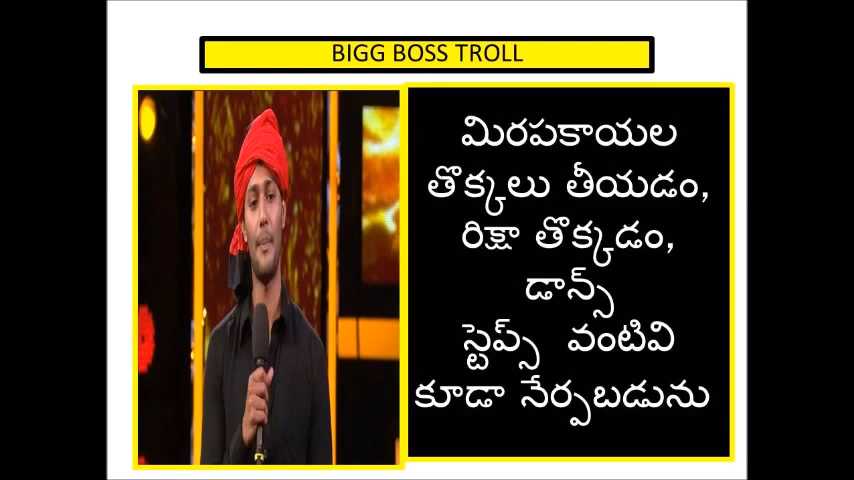 BIGG BOSS TROLL
మిరపకాయల
తొక్కలు తీయడం,
రిక్షా తొక్కడం,
డాన్స్
స్టెప్స్ వంటివి
కూడా నేర్పబడును